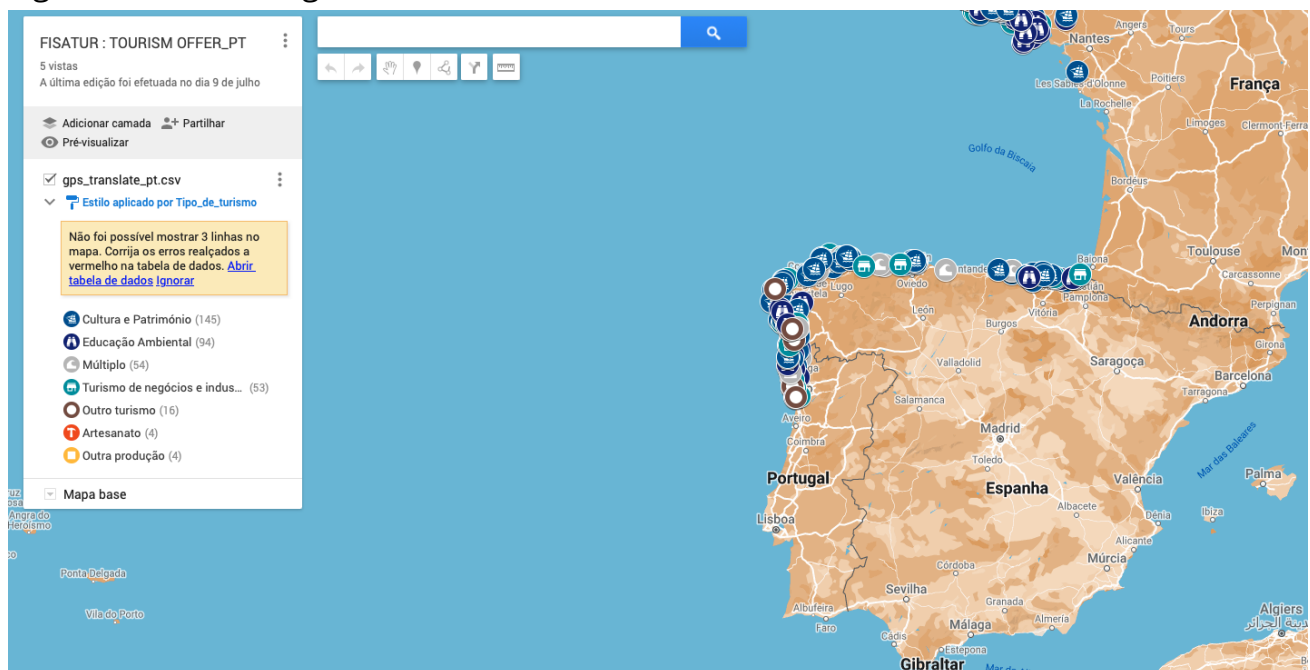 FISATUR : TOURISM OFFER_PT
5 vistas
A última edição foi efetuada no dia 9 de julho
Adicionar camada Partilhar
Pré-visualizar
gps_translate_pt.csv
Estilo aplicado por Tipo_de_turismo
Não foi possível mostrar 3 linhas no
mapa. Corrija os erros realçados a
vermelho na tabela de dados. Abrir
tabela de dados Ignorar
Cultura e Património (145)
Educação Ambiental (94)
Múltiplo (54)
Turismo de negócios e indus... (53)
Outro turismo (16)
Artesanato (4)
Outra produção (4)
Mapa base
Angers
Tours
Nantes
Poitiers
França
La Rochelle
Limoges
Golfo da Biscaia
Bordéus
Baiona
Toulouse
Carcassonne
Lugo
Oviedo
Pamplona
Vitória
León
Burgos
Perpignan
Andorra
Girona
Valladolid
Saragoça
Barcelona
Tarragona
Salamanca
Aveiro
Madrid
Coimbra
Toledo
Mar das Baleares
Portugal
Espanha
Valência
Palma
Albacete
Ibiza
Dénia
Lisboa
Angra do
Heroísmo
Alicante
Múrcia
Ponta Delgada
Córdoba
Sevilha
Vila do Porto
Albufeira
Granada
Faro
Almeria
Algiers
Málaga
Cádis
Estepona
Gibraltar